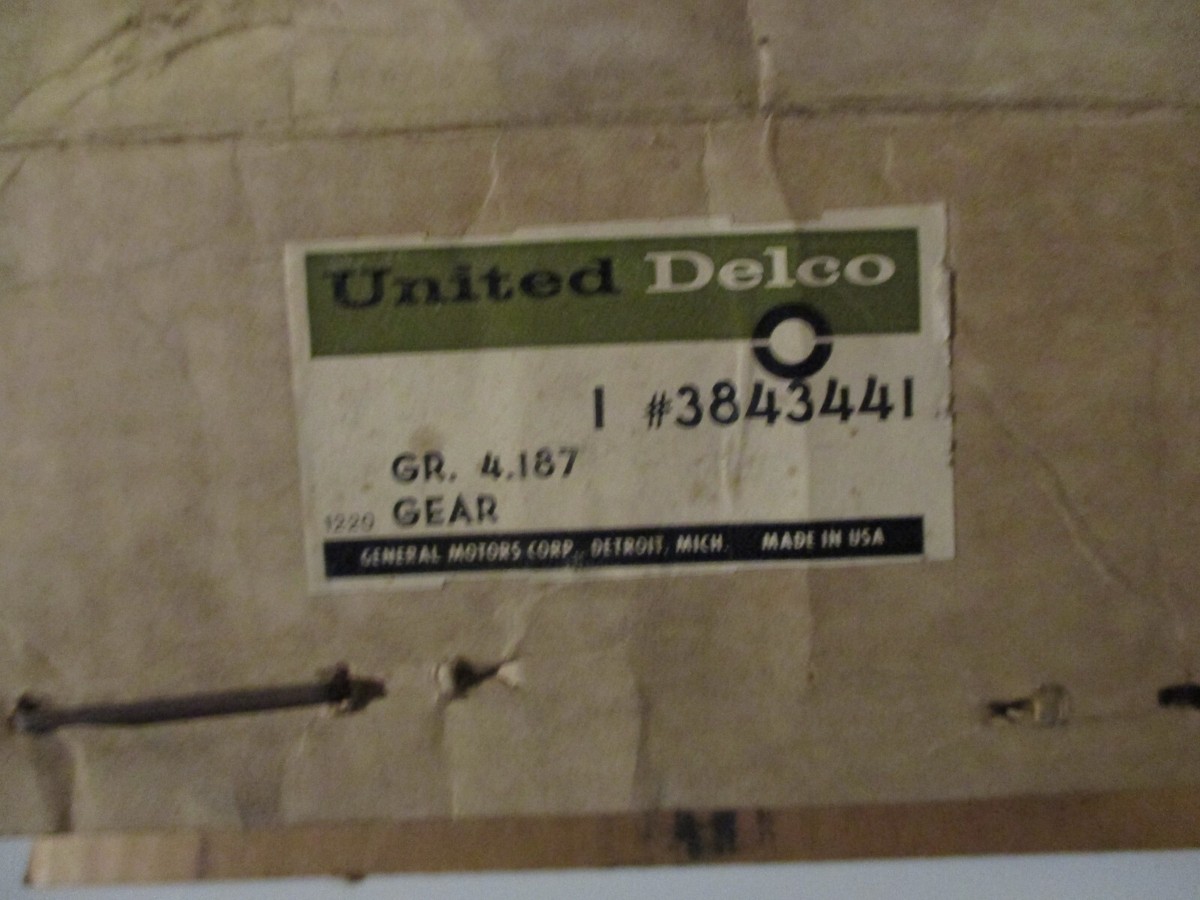 United Delco
1 #3843441
GR. 4.187
1220 GEAR
GENERAL MOTORS CORP., DETROIT, MICH. MADE IN USA